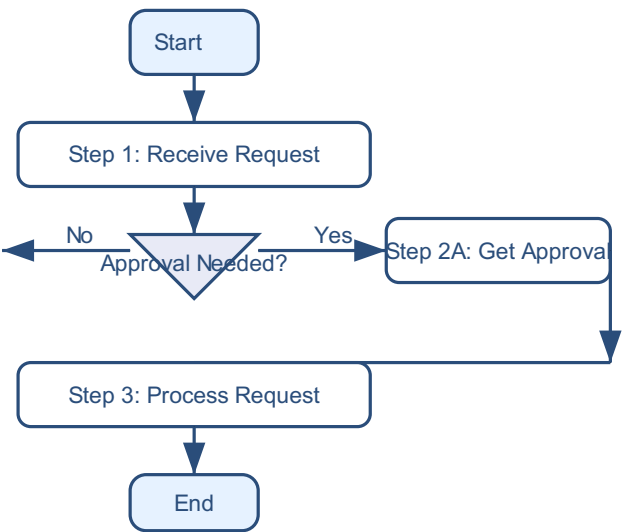 Start
Step 1: Receive Request
No
Yes
Approval Needed?
Step 2A: Get Approval
Step 3: Process Request
End